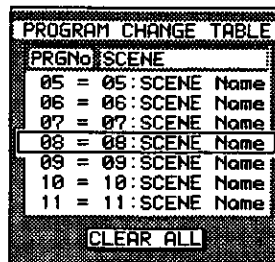 PROGRAM CHANGE TABLE
PRGNo SCENE
05 = 05:SCENE Name
06 = 06:SCENE Name
07 = 07:SCENE Name
08 = 08:SCENE Name
09 = 09:SCENE Name
10 = 10:SCENE Name
11 = 11:SCENE Name
CLEAR ALL